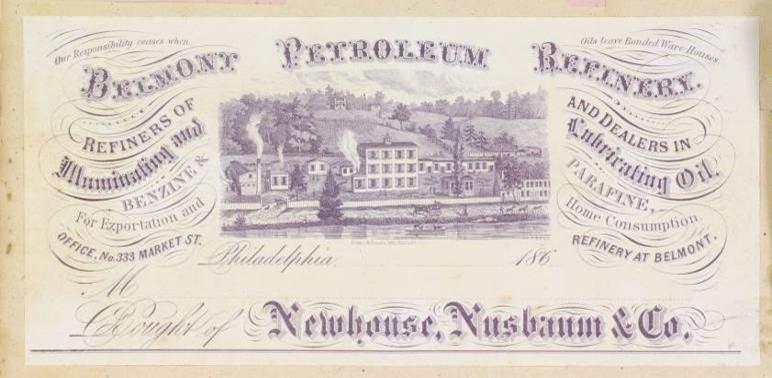 Our Responsibility ceases when
Oils leave Bonded Ware Houses.
BELMONT PETROLEUM REFINERY.
REFINERS OF
Illuminating and
BENZINE &
For Exportation and
OFFICE, No. 333 MARKET ST.
AND DEALERS IN
Lubricating Oil.
PARAFINE,
Home Consumption.
REFINERY AT BELMONT.
Philadelphia 186
M
Bought of Newhouse, Nusbaum & Co.